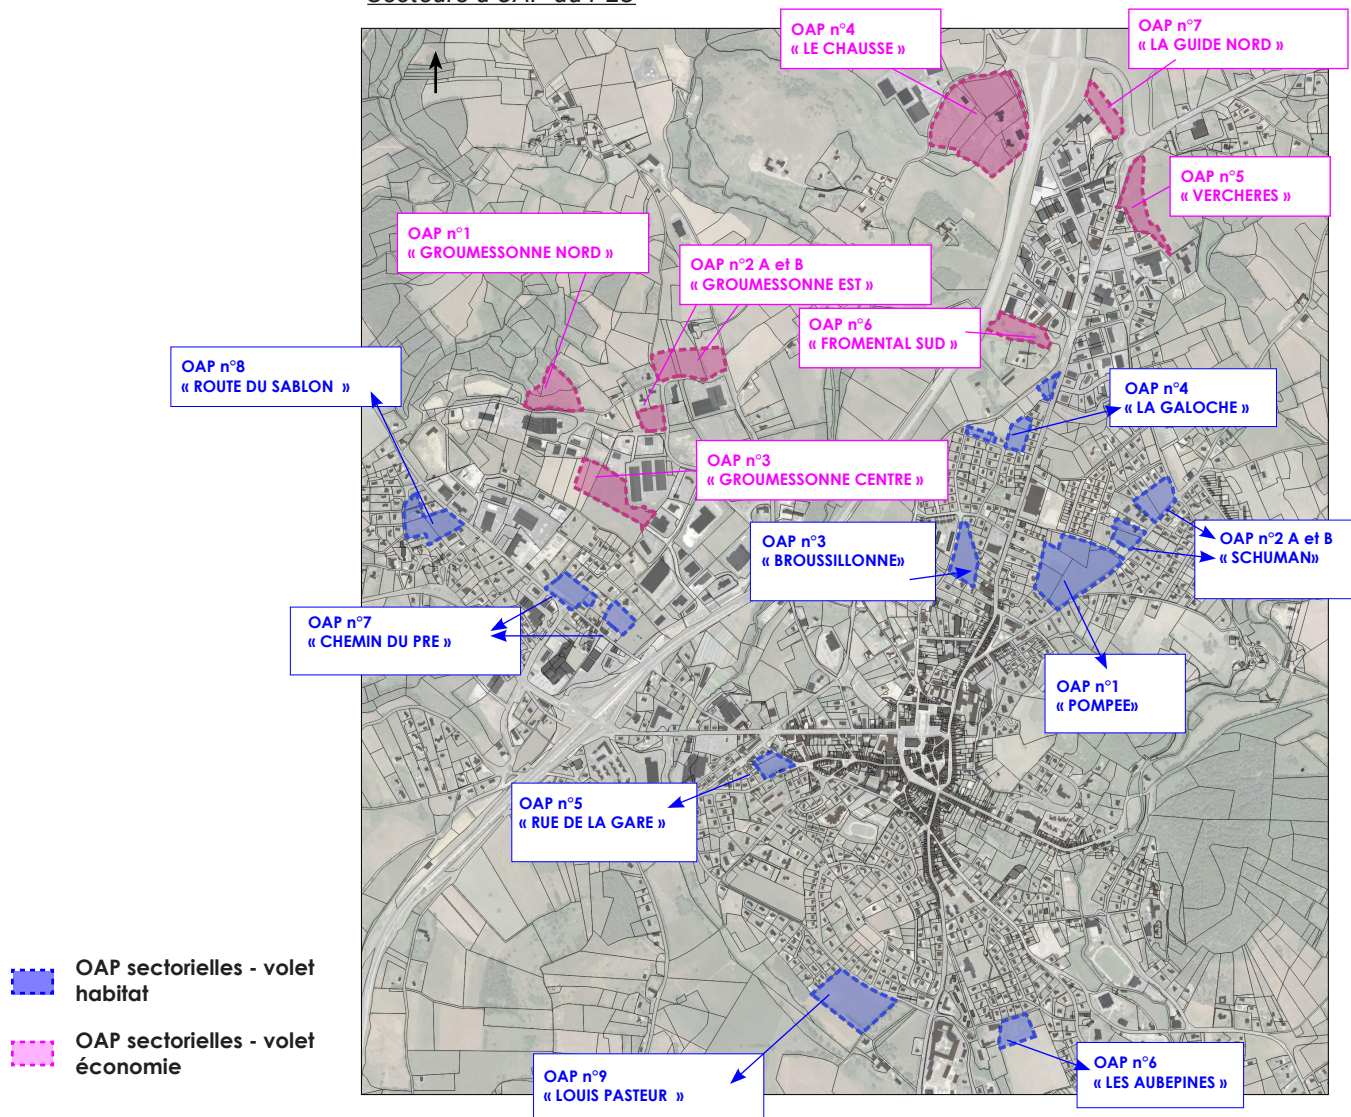 OAP n°4
« LE CHAUSSE »
OAP n°7
« LA GUIDE NORD »
OAP n°5
« VERCHERES »
OAP n°1
« GROUMESSONNE NORD »
OAP n°2 A et B
« GROUMESSONNE EST »
OAP n°6
« FROMENTAL SUD »
OAP n°8
« ROUTE DU SABLON »
OAP n°4
« LA GALOCHE »
OAP n°3
« GROUMESSONNE CENTRE »
OAP n°3
« BROUSSILLONNE»
OAP n°2 A et B
« SCHUMAN»
OAP n°7
« CHEMIN DU PRE »
OAP n°1
« POMPEE»
OAP n°5
« RUE DE LA GARE »
OAP sectorielles - volet
habitat
OAP sectorielles - volet
économie
OAP n°9
« LOUIS PASTEUR »
OAP n°6
« LES AUBEPINES »